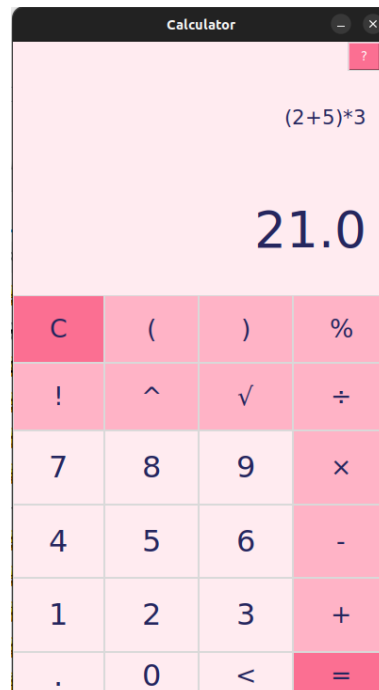 Calculator
?
(2+5)*3
21.0
C ( ) %
! ^ √ ÷
7 8 9 ×
4 5 6 -
1 2 3 +
. 0 < =